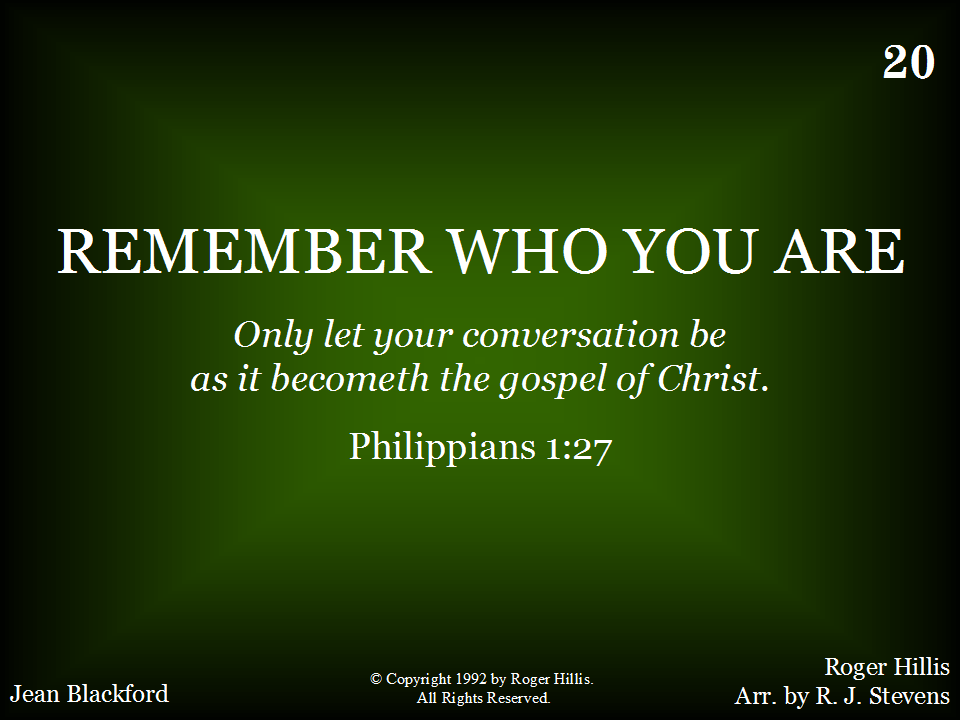 20
REMEMBER WHO YOU ARE
Only let your conversation be
as it becometh the gospel of Christ.
Philippians 1:27
Jean Blackford
© Copyright 1992 by Roger Hillis.
All Rights Reserved.
Roger Hillis
Arr. by R. J. Stevens